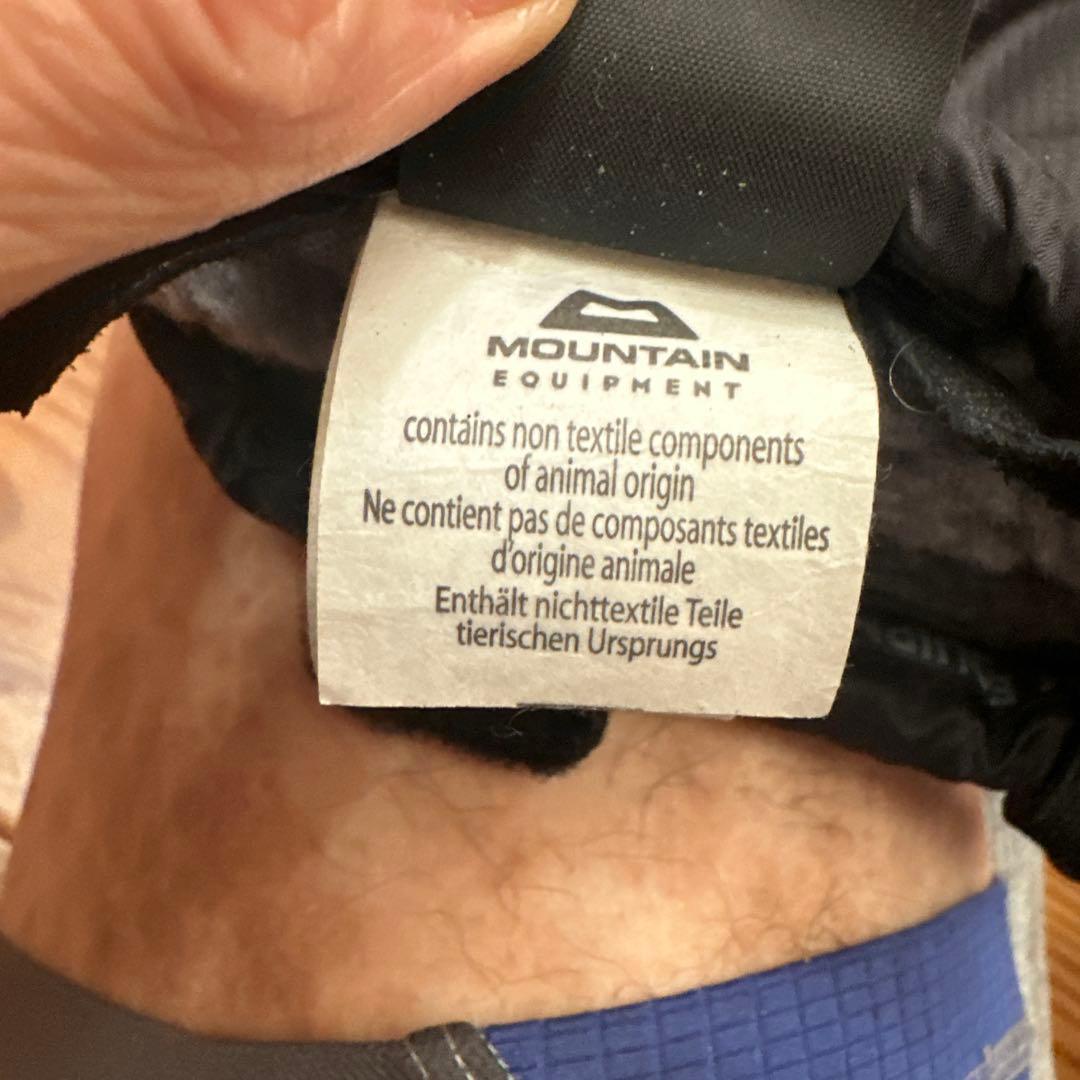 MOUNTAIN
EQUIPMENT
contains non textile components
of animal origin
Ne contient pas de composants textiles
d'origine animale
Enthält nichttextile Teile
tierischen Ursprungs